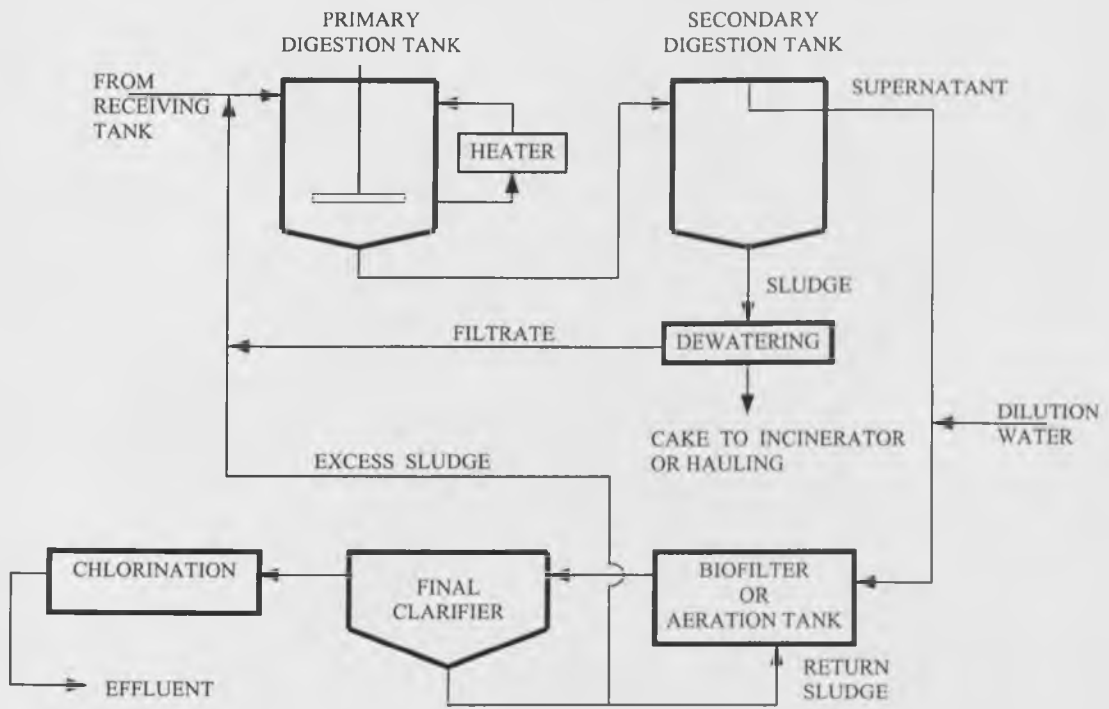 PRIMARY
DIGESTION TANK
SECONDARY
DIGESTION TANK
FROM
RECEIVING
TANK
SUPERNATANT
HEATER
SLUDGE
FILTRATE
DEWATERING
DILUTION
WATER
CAKE TO INCINERATOR
OR HAULING
EXCESS SLUDGE
CHLORINATION
FINAL
CLARIFIER
BIOFILTER
OR
AERATION TANK
RETURN
SLUDGE
EFFLUENT